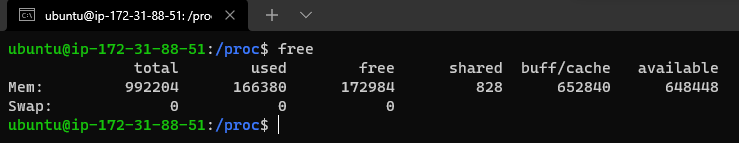 ubuntu@ip-172-31-88-51: /proc
ubuntu@ip-172-31-88-51:/proc$ free
total used free shared buff/cache available
Mem: 992204 166380 172984 828 652840 648448
Swap: 0 0 0
ubuntu@ip-172-31-88-51:/proc$